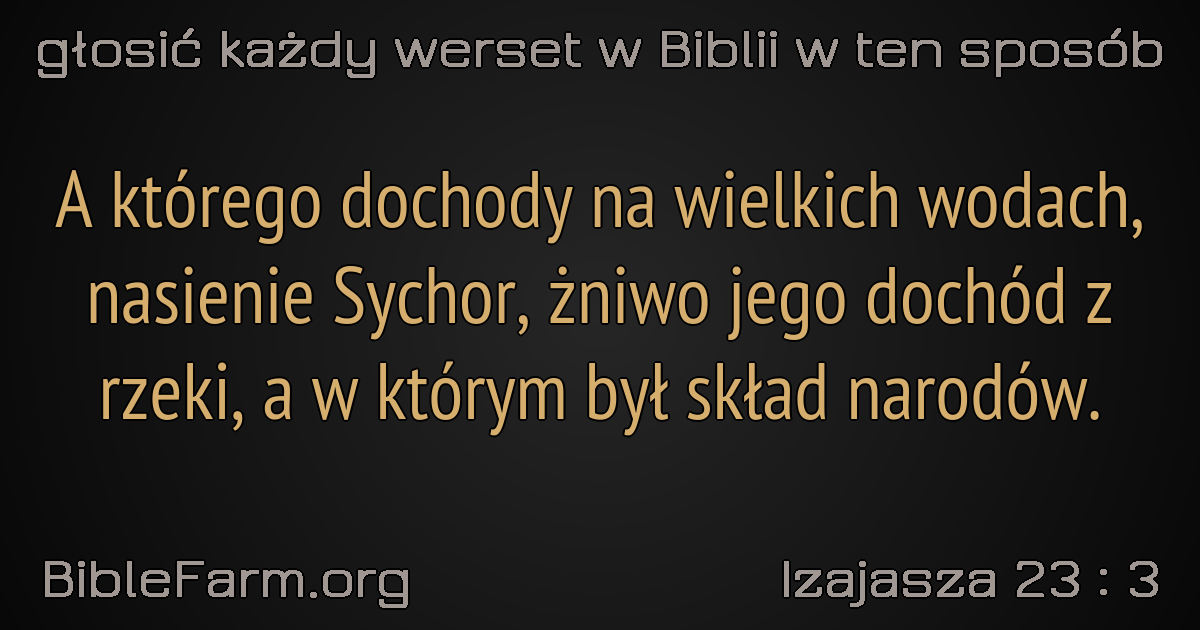 głosić każdy werset w Biblii w ten sposób
A którego dochody na wielkich wodach,
nasienie Sychor, żniwo jego dochód z
rzeki, a w którym był skład narodów.
BibleFarm.org
Izajasza 23 : 3